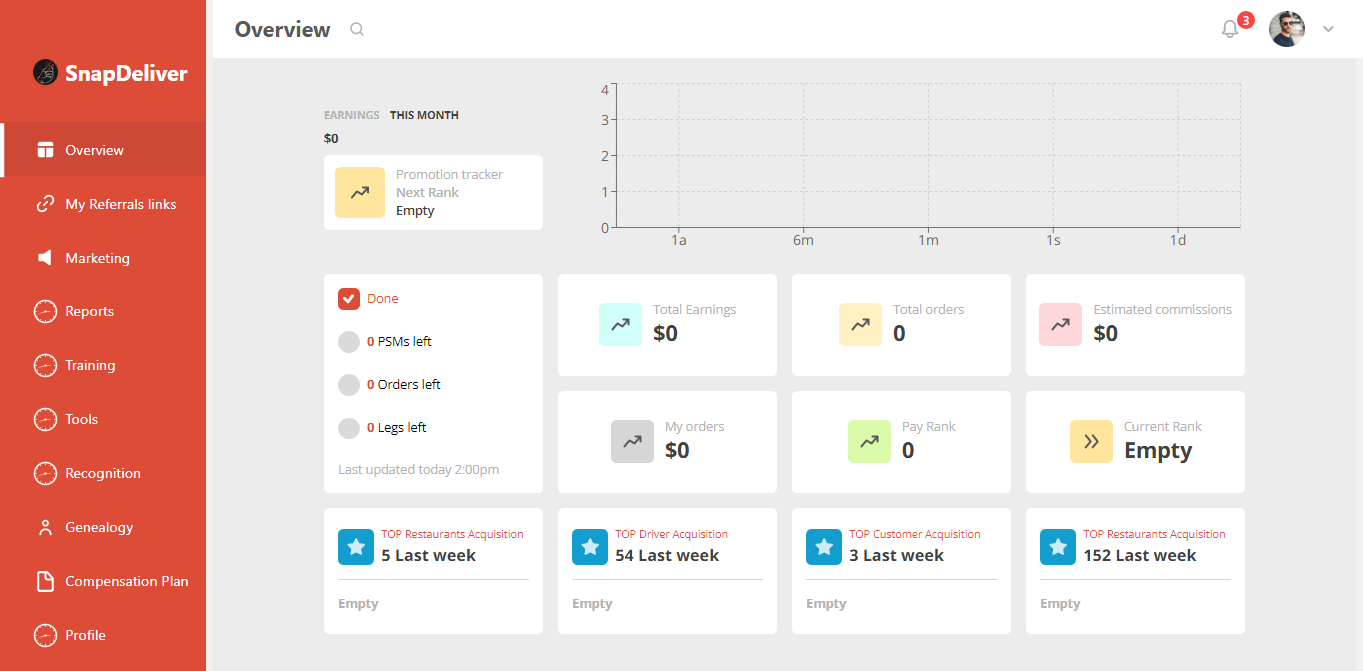 SnapDeliver
Overview
My Referrals links
Marketing
Reports
Training
Tools
Recognition
Genealogy
Compensation Plan
Profile
Overview
3
EARNINGS THIS MONTH
$0
Promotion tracker
Next Rank
Empty
4
3
2
1
0
1a 6m 1m 1s 1d
Done
0 PSMs left
0 Orders left
0 Legs left
Last updated today 2:00pm
Total Earnings
$0
Total orders
0
Estimated commissions
$0
My orders
$0
Pay Rank
0
Current Rank
Empty
TOP Restaurants Acquisition
5 Last week
Empty
TOP Driver Acquisition
54 Last week
Empty
TOP Customer Acquisition
3 Last week
Empty
TOP Restaurants Acquisition
152 Last week
Empty